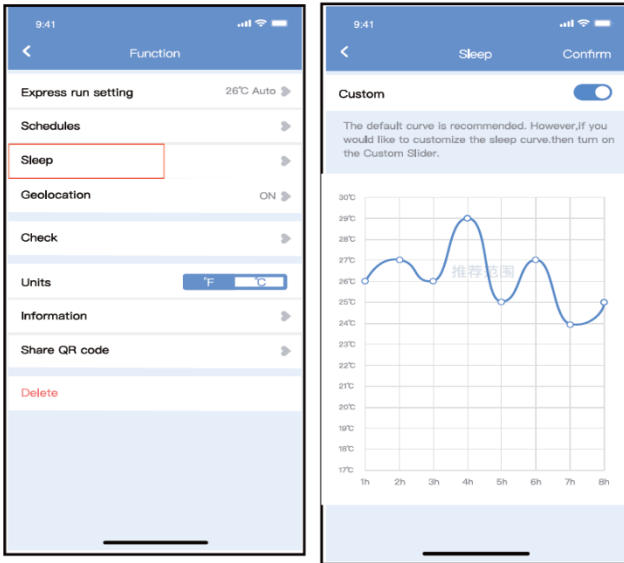 9:41
Function
Express run setting 26℃ Auto
Schedules
Sleep
Geolocation ON
Check
Units ℉ ℃
Information
Share QR code
Delete
9:41
Sleep Confirm
Custom
The default curve is recommended. However,if you
would like to customize the sleep curve.then turn on
the Custom Slider.
30℃
29℃
28℃
27℃
26℃
25℃
24℃
23℃
22℃
21℃
20℃
19℃
18℃
17℃
推荐范围
1h 2h 3h 4h 5h 6h 7h 8h